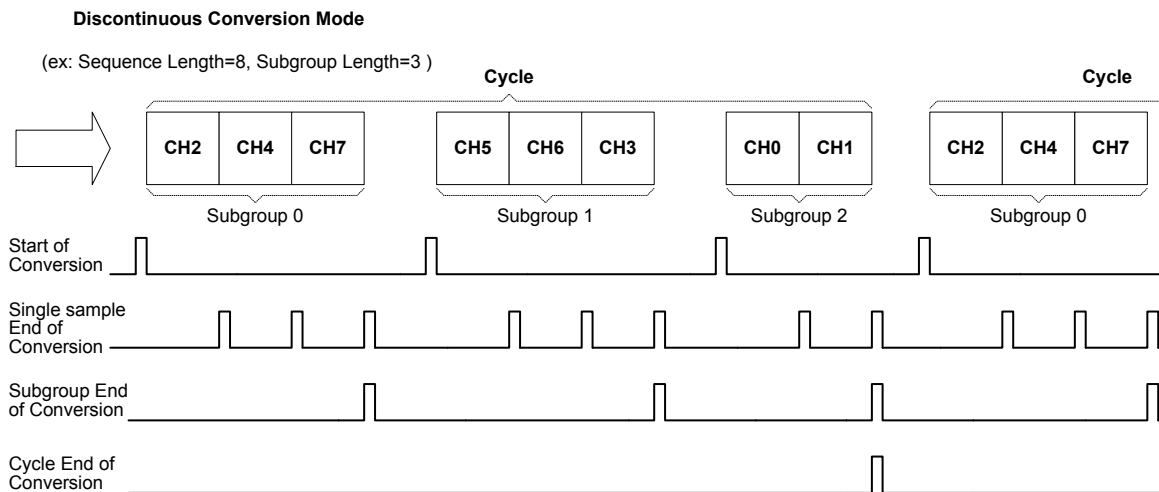 Discontinuous Conversion Mode
(ex: Sequence Length=8, Subgroup Length=3 )
Cycle
Cycle
CH2 CH4 CH7 CH5 CH6 CH3 CH0 CH1 CH2 CH4 CH7
Subgroup 0 Subgroup 1 Subgroup 2 Subgroup 0
Start of
Conversion
Single sample
End of
Conversion
Subgroup End
of Conversion
Cycle End of
Conversion